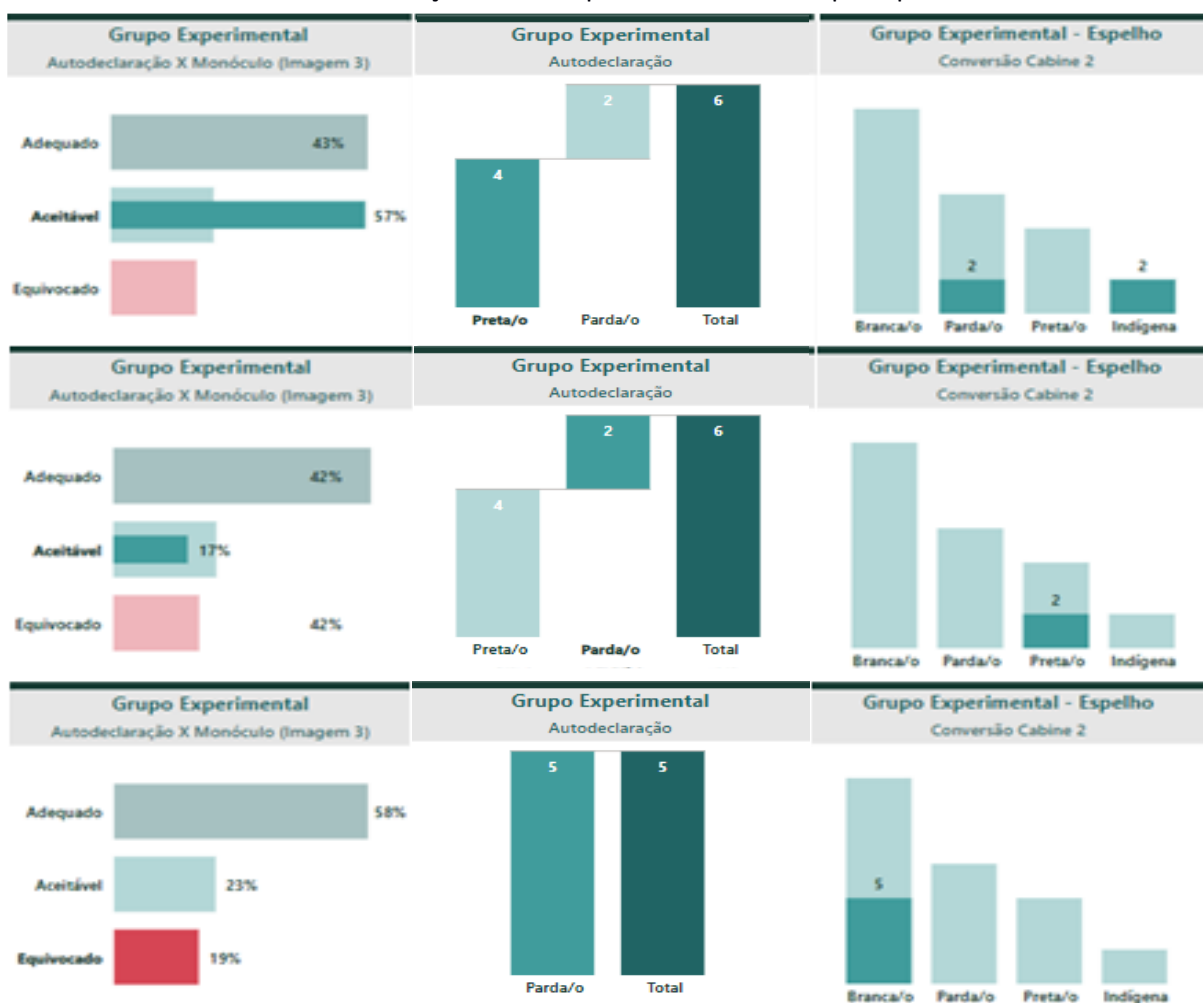 Grupo Experimental
Autodeclaração X Monóculo (Imagem 3)
Adequado
43%
Aceitável
57%
Equivocado
Grupo Experimental
Autodeclaração
4
2
6
Preta/o Parda/o Total
Grupo Experimental - Espelho
Conversão Cabine 2
2
2
Branca/o Parda/o Preta/o Indígena
Grupo Experimental
Autodeclaração X Monóculo (Imagem 3)
Adequado
42%
Aceitável
17%
Equivocado
42%
Grupo Experimental
Autodeclaração
4
2
6
Preta/o Parda/o Total
Grupo Experimental - Espelho
Conversão Cabine 2
2
Branca/o Parda/o Preta/o Indígena
Grupo Experimental
Autodeclaração X Monóculo (Imagem 3)
Adequado
58%
Aceitável
23%
Equivocado
19%
Grupo Experimental
Autodeclaração
5
5
Parda/o Total
Grupo Experimental - Espelho
Conversão Cabine 2
5
Branca/o Parda/o Preta/o Indígena